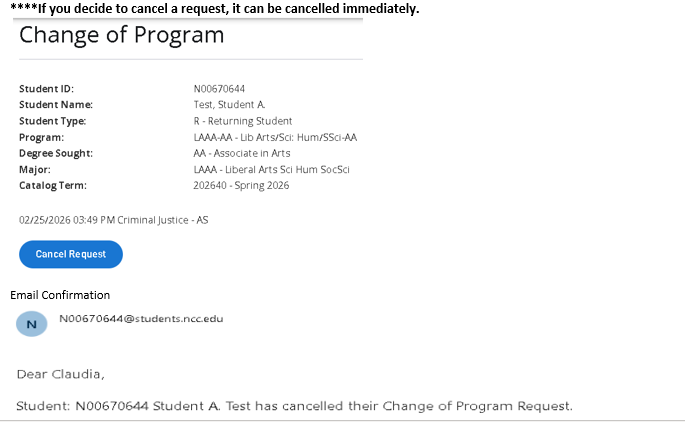 ****If you decide to cancel a request, it can be cancelled immediately.
Change of Program
Student ID: N00670644
Student Name: Test, Student A.
Student Type: R - Returning Student
Program: LAAA-AA - Lib Arts/Sci: Hum/SSci-AA
Degree Sought: AA - Associate in Arts
Major: LAAA - Liberal Arts Sci Hum SocSci
Catalog Term: 202640 - Spring 2026
02/25/2026 03:49 PM Criminal Justice - AS
Cancel Request
Email Confirmation
N N00670644@students.ncc.edu
Dear Claudia,
Student: N00670644 Student A. Test has cancelled their Change of Program Request.